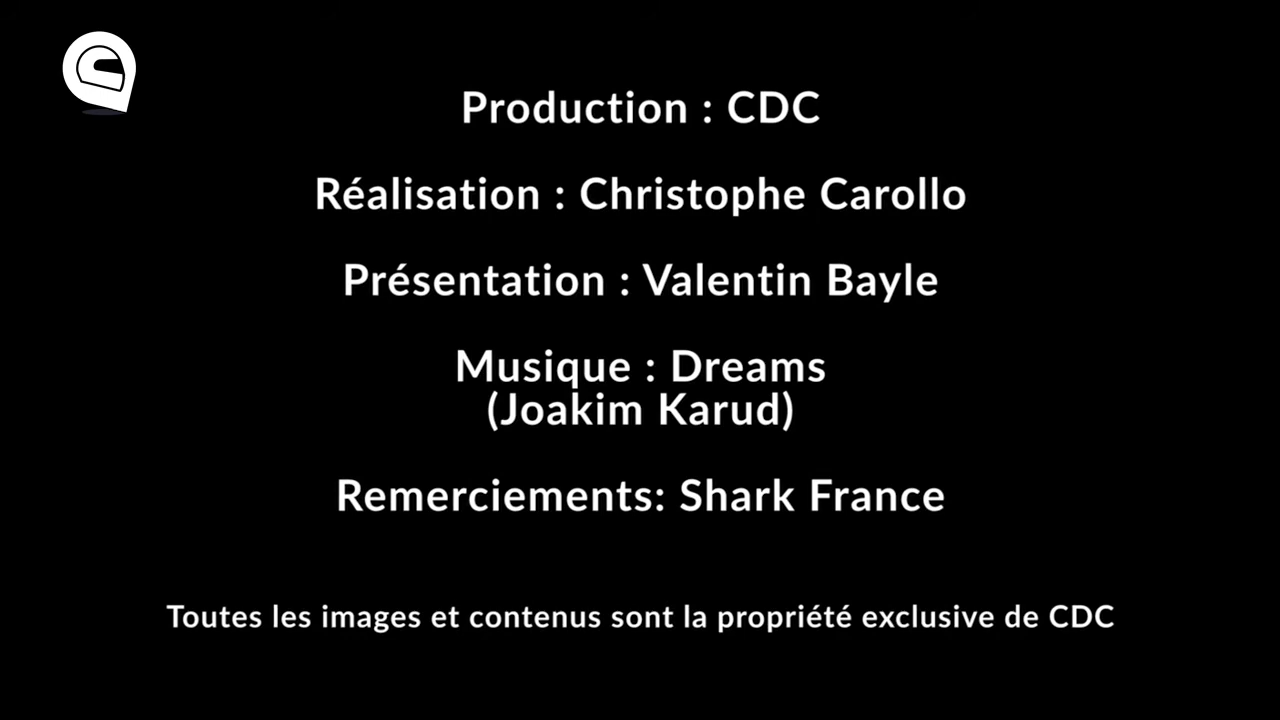 Production : CDC
Réalisation : Christophe Carollo
Présentation : Valentin Bayle
Musique : Dreams
(Joakim Karud)
Remerciements: Shark France
Toutes les images et contenus sont la propriété exclusive de CDC